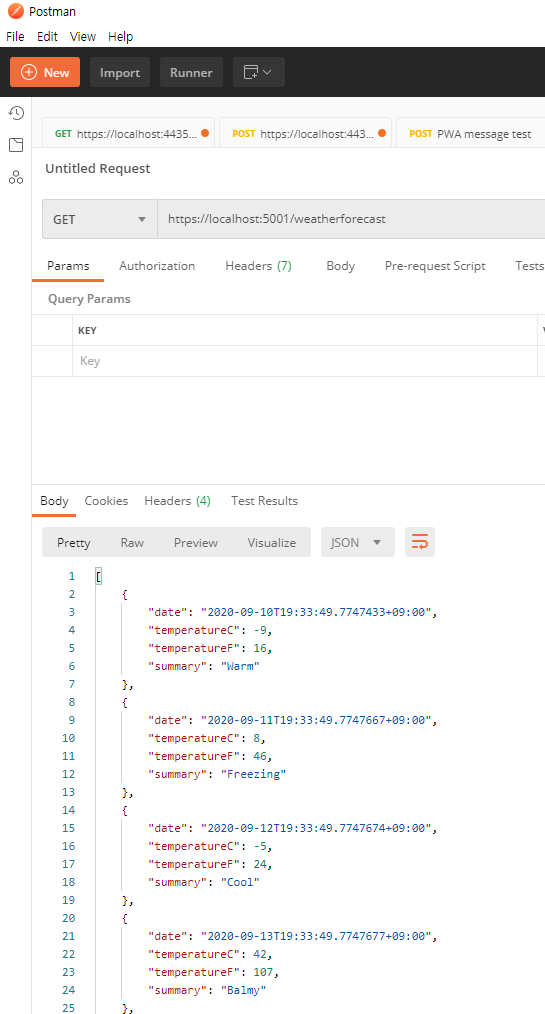 Postman
File Edit View Help
New Import Runner
GET https://localhost:4435... POST https://localhost:443... POST PWA message test
Untitled Request
GET https://localhost:5001/weatherforecast
Params Authorization Headers (7) Body Pre-request Script Tests
Query Params
KEY
Key
Body Cookies Headers (4) Test Results
Pretty Raw Preview Visualize JSON
1 [
2 {
3 "date": "2020-09-10T19:33:49.7747433+09:00",
4 "temperatureC": -9,
5 "temperatureF": 16,
6 "summary": "Warm"
7 },
8 {
9 "date": "2020-09-11T19:33:49.7747667+09:00",
10 "temperatureC": 8,
11 "temperatureF": 46,
12 "summary": "Freezing"
13 },
14 {
15 "date": "2020-09-12T19:33:49.7747674+09:00",
16 "temperatureC": -5,
17 "temperatureF": 24,
18 "summary": "Cool"
19 },
20 {
21 "date": "2020-09-13T19:33:49.7747677+09:00",
22 "temperatureC": 42,
23 "temperatureF": 107,
24 "summary": "Balmy"
25 },